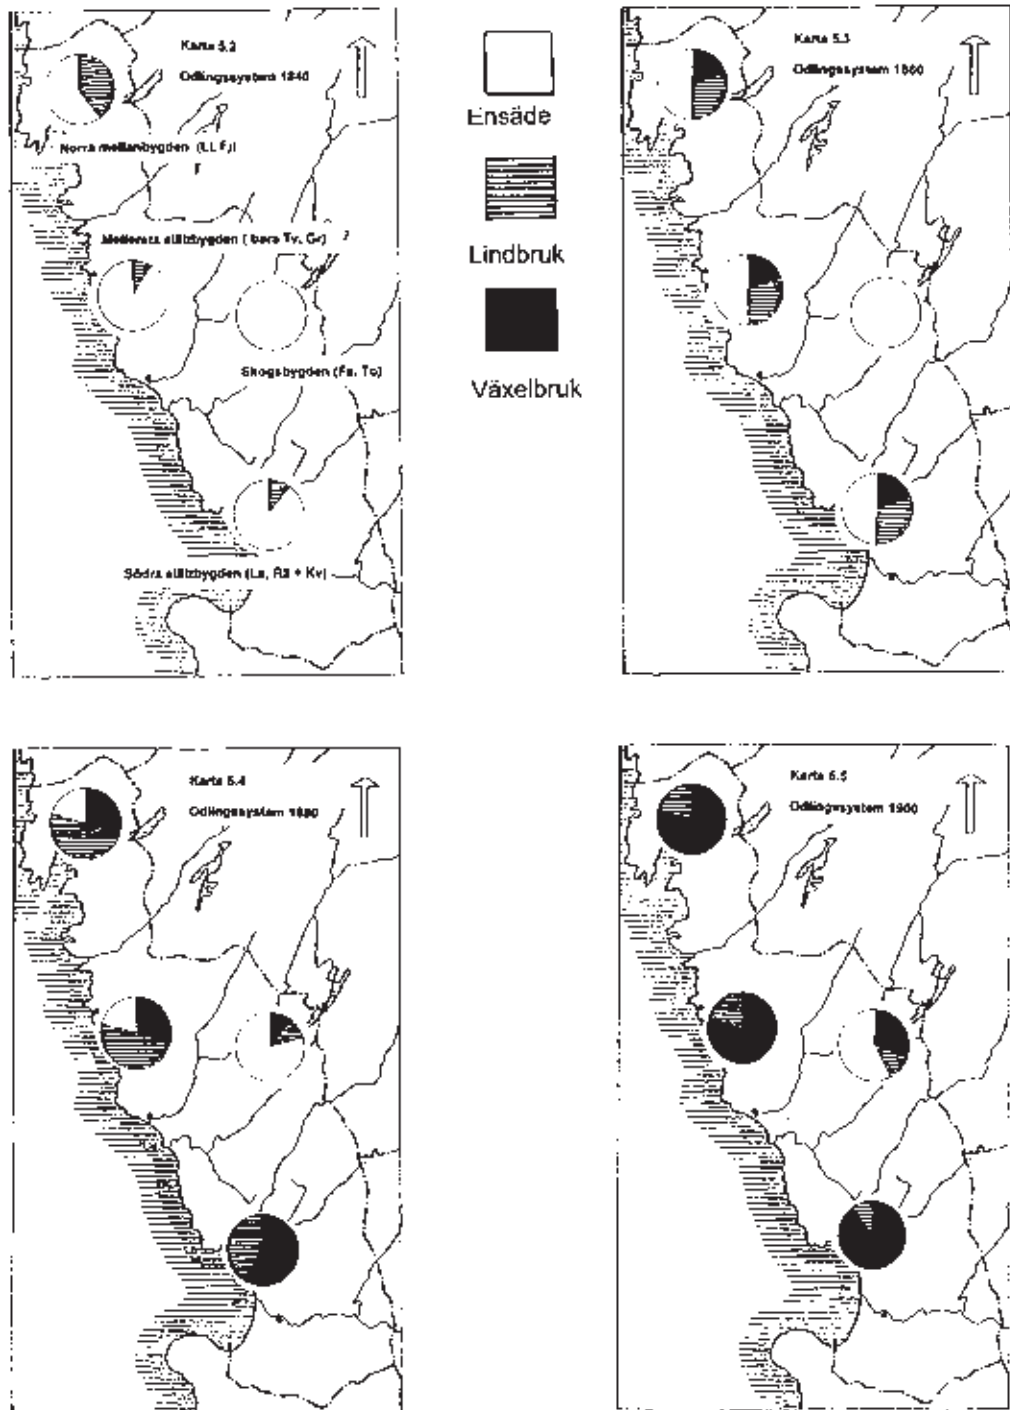 Karta 5.2
Odlingssystem 1840
Norra mellanbygden (Ll, Fj)
Mellersta slättbygden (bara Tv, Gr)
Skogsbygden (Fa, To)
Södra slättbygden (La, Rä + Kv)
Ensäde
Lindbruk
Växelbruk
Karta 5.3
Odlingssystem 1860
Karta 5.4
Odlingssystem 1880
Karta 5.5
Odlingssystem 1900